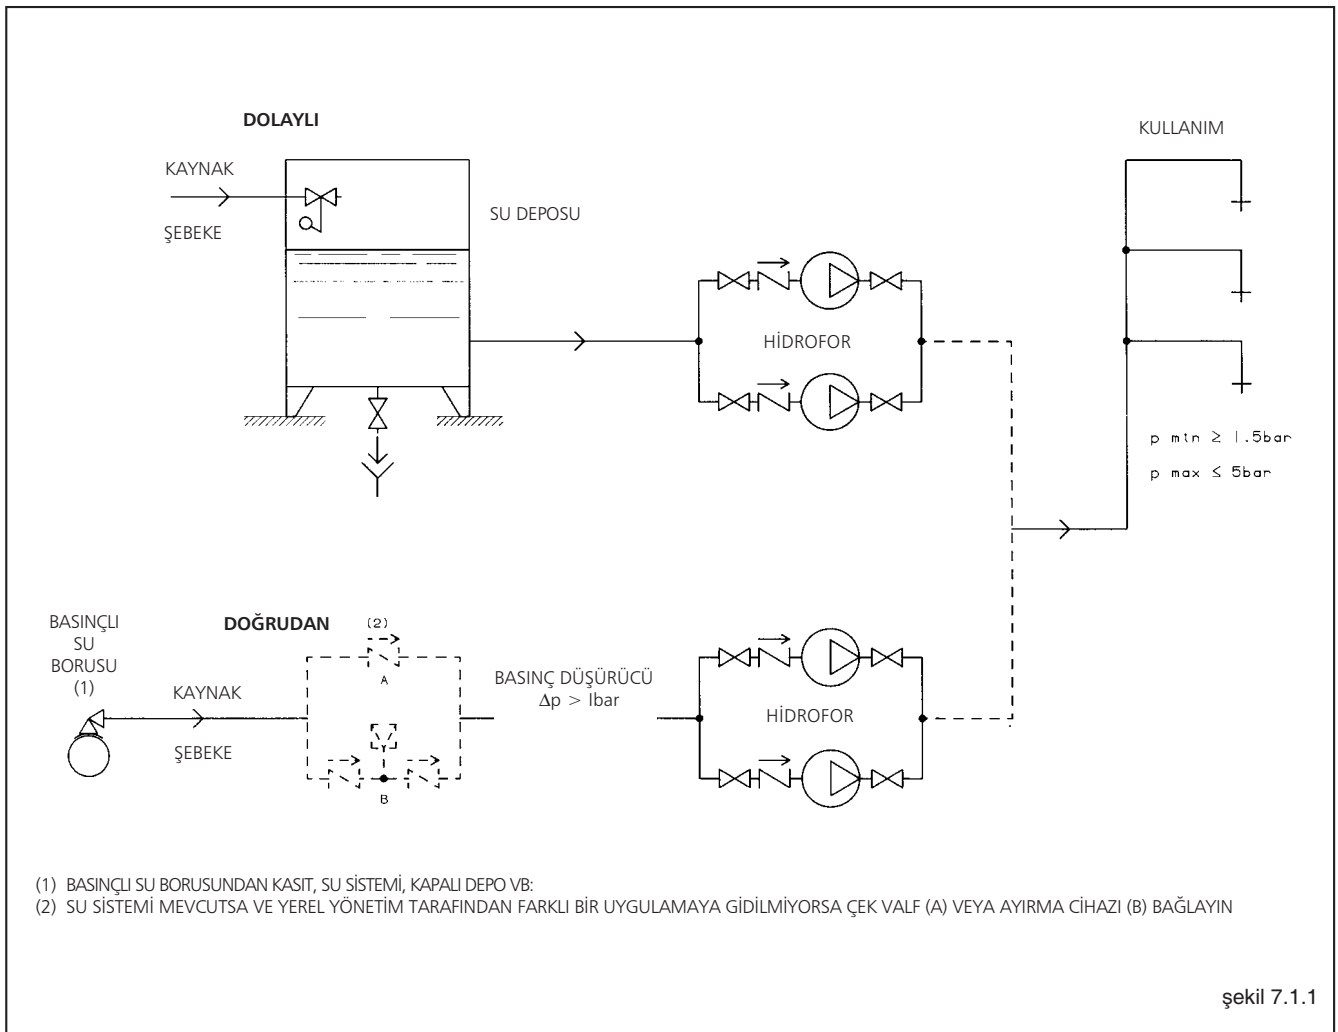 DOLAYLI
KULLANIM
KAYNAK
ŞEBEKE
SU DEPOSU
HİDROFOR
p min ≥ 1.5bar
p max ≤ 5bar
BASINÇLI
SU
BORUSU
(1)
DOĞRUDAN
(2)
A
KAYNAK
ŞEBEKE
B
BASINÇ DÜŞÜRÜCÜ
Δp > Ibar
HİDROFOR
(1) BASINÇLI SU BORUSUNDAN KASIT, SU SİSTEMİ, KAPALI DEPO VB:
(2) SU SİSTEMİ MEVCUTSA VE YEREL YÖNETİM TARAFINDAN FARKLI BİR UYGULAMAYA GİDİLMİYORSA ÇEK VALF (A) VEYA AYIRMA CİHAZI (B) BAĞLAYIN
şekil 7.1.1